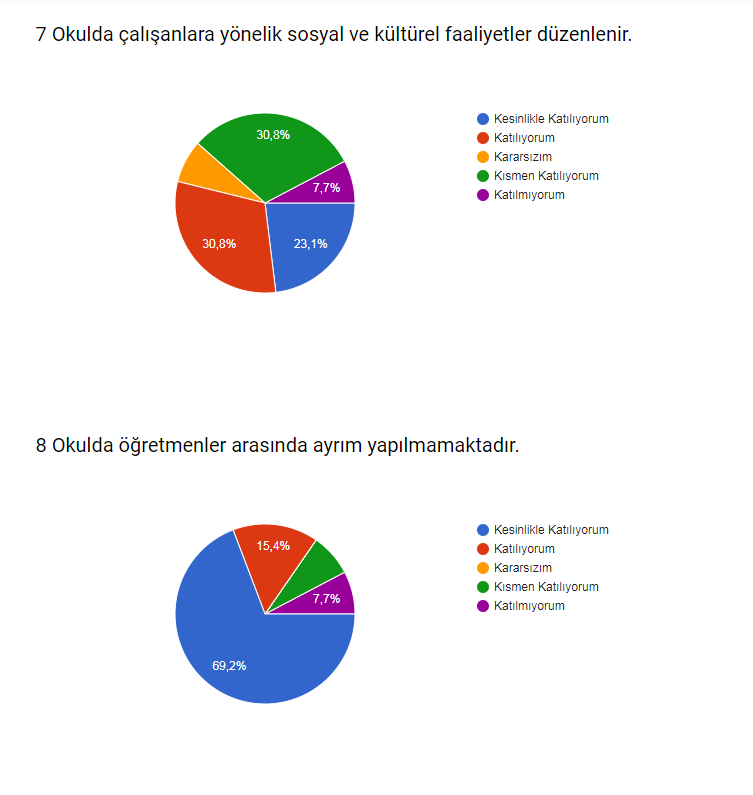 7 Okulda çalışanlara yönelik sosyal ve kültürel faaliyetler düzenlenir.
30,8%
7,7%
30,8%
23,1%
Kesinlikle Katılıyorum
Katılıyorum
Kararsızım
Kısmen Katılıyorum
Katılmıyorum
8 Okulda öğretmenler arasında ayrım yapılmamaktadır.
15,4%
7,7%
69,2%
Kesinlikle Katılıyorum
Katılıyorum
Kararsızım
Kısmen Katılıyorum
Katılmıyorum